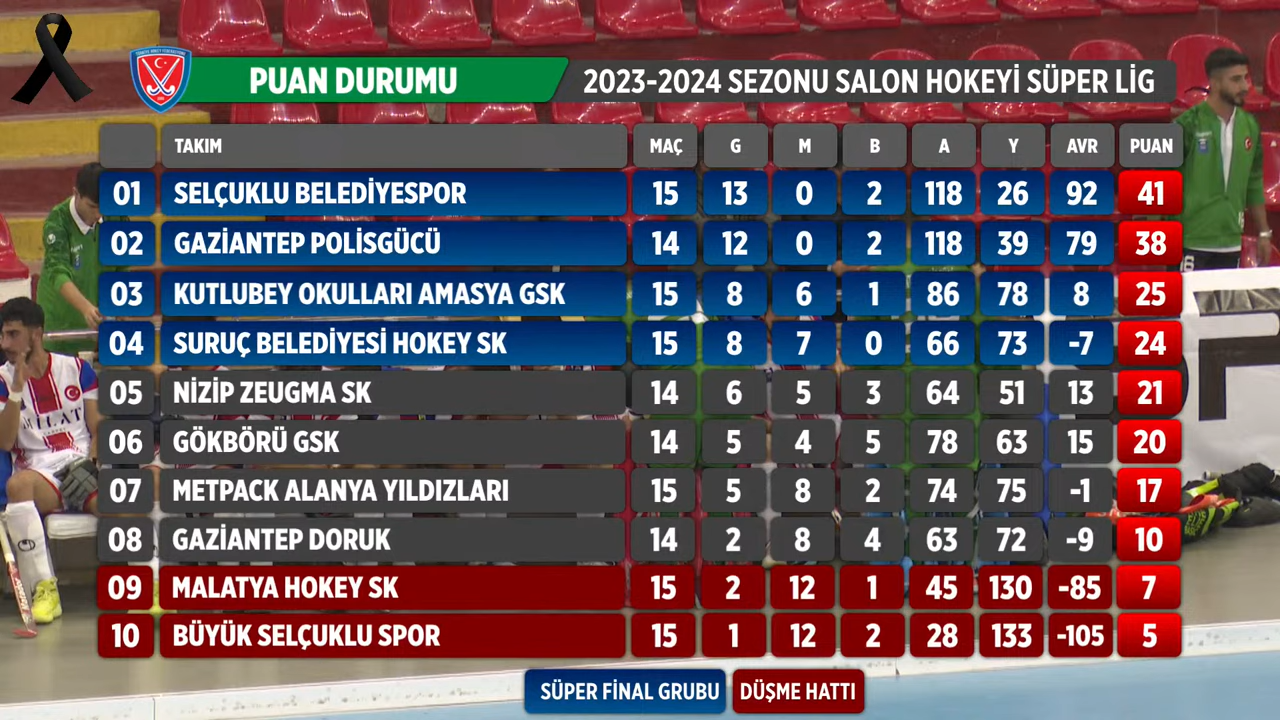 PUAN DURUMU 2023-2024 SEZONU SALON HOKEYİ SÜPER LİG
TAKIM MAÇ G M B A Y AVR PUAN
01 SELÇUKLU BELEDİYESPOR 15 13 0 2 118 26 92 41
02 GAZİANTEP POLİSGÜCÜ 14 12 0 2 118 39 79 38
03 KUTLUBEY OKULLARI AMASYA GSK 15 8 6 1 86 78 8 25
04 SURUÇ BELEDİYESİ HOKEY SK 15 8 7 0 66 73 -7 24
05 NİZİP ZEUGMA SK 14 6 5 3 64 51 13 21
06 GÖKBÖRÜ GSK 14 5 4 5 78 63 15 20
07 METPACK ALANYA YILDIZLARI 15 5 8 2 74 75 -1 17
08 GAZİANTEP DORUK 14 2 8 4 63 72 -9 10
09 MALATYA HOKEY SK 15 2 12 1 45 130 -85 7
10 BÜYÜK SELÇUKLU SPOR 15 1 12 2 28 133 -105 5
SÜPER FİNAL GRUBU DÜŞME HATTI